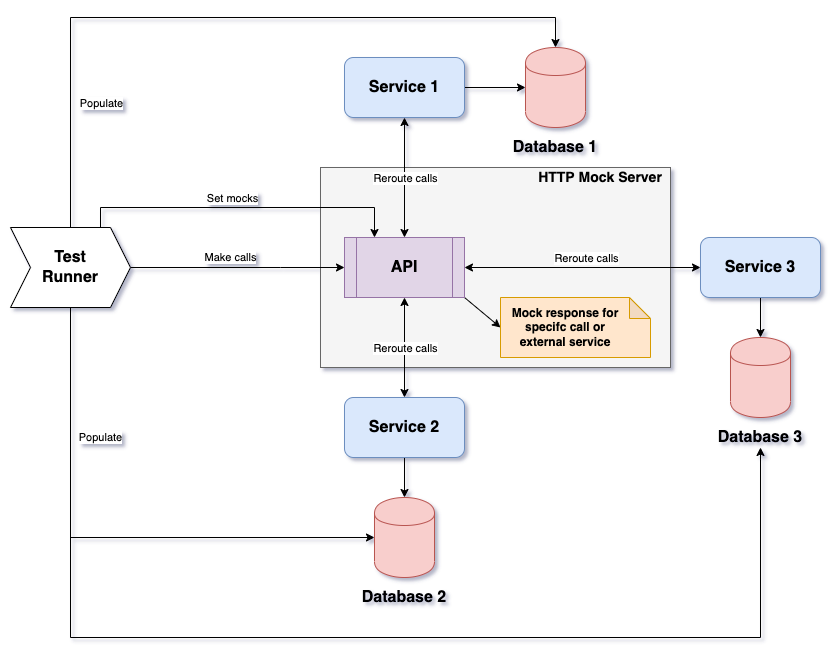 Service 1
Populate
Database 1
Reroute calls
HTTP Mock Server
Set mocks
Test
Runner
Make calls
API
Reroute calls
Service 3
Mock response for
specifc call or
external service
Reroute calls
Service 2
Populate
Database 3
Database 2